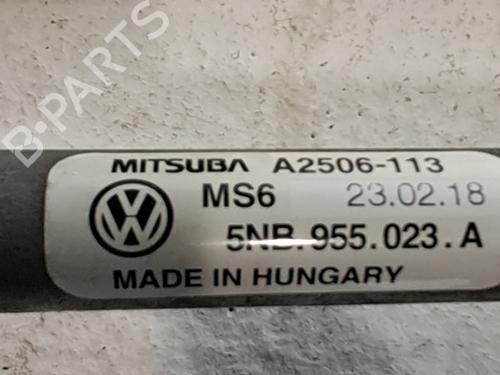 B-PARTS
MITSUBA A2506-113
MS6 23.02.18
5NB.955.023.A
MADE IN HUNGARY